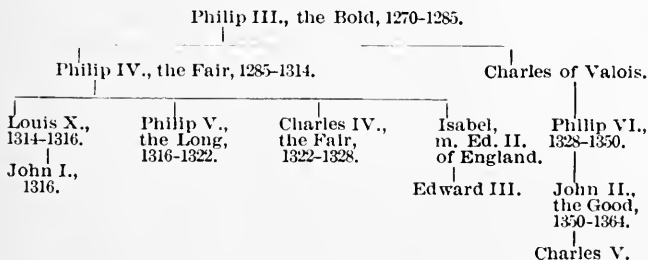 Philip III., the Bold, 1270-1285.
Philip IV., the Fair, 1285-1314.
Charles of Valois.
Louis X.,
1314-1316.
John I.,
1316.
Philip V.,
the Long,
1316-1322.
Charles IV.,
the Fair,
1322-1328.
Isabel,
m. Ed. II.
of England.
Edward III.
Philip VI.,
1328-1350.
John II.,
the Good,
1350-1364.
Charles V.